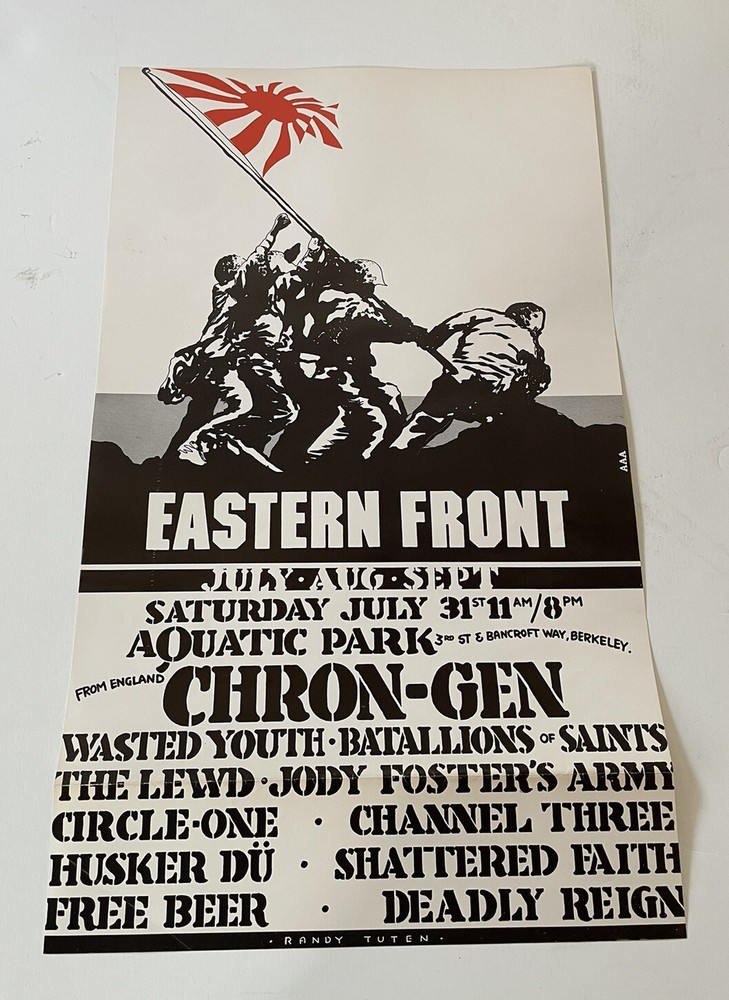 AAA
EASTERN FRONT
JULY·AUG·SEPT
SATURDAY JULY 31ST 11AM/8PM
AQUATIC PARK 3RD ST & BANCROFT WAY, BERKELEY.
FROM ENGLAND CHRON-GEN
WASTED YOUTH·BATALLIONS OF SAINTS
THE LEWD·JODY FOSTER'S ARMY
CIRCLE-ONE · CHANNEL THREE
HUSKER DÜ · SHATTERED FAITH
FREE BEER · DEADLY REIGN
· RANDY TUTEN ·